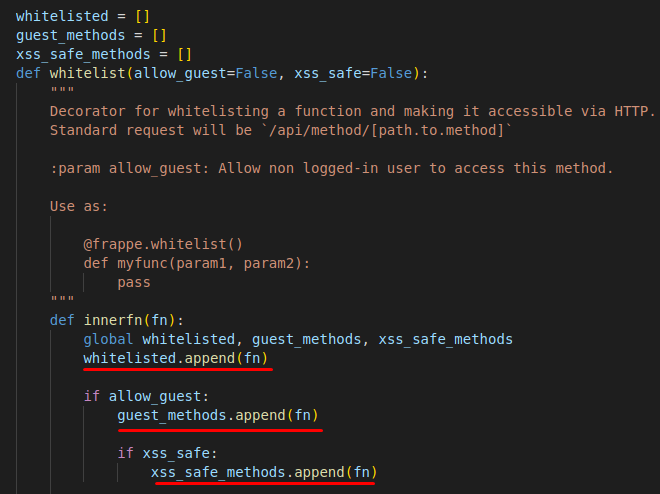 whitelisted = []
guest_methods = []
xss_safe_methods = []
def whitelist(allow_guest=False, xss_safe=False):
    """
    Decorator for whitelisting a function and making it accessible via HTTP.
    Standard request will be `/api/method/[path.to.method]`

    :param allow_guest: Allow non logged-in user to access this method.

    Use as:

        @frappe.whitelist()
        def myfunc(param1, param2):
            pass
    """
    def innerfn(fn):
        global whitelisted, guest_methods, xss_safe_methods
        whitelisted.append(fn)

        if allow_guest:
            guest_methods.append(fn)

            if xss_safe:
                xss_safe_methods.append(fn)